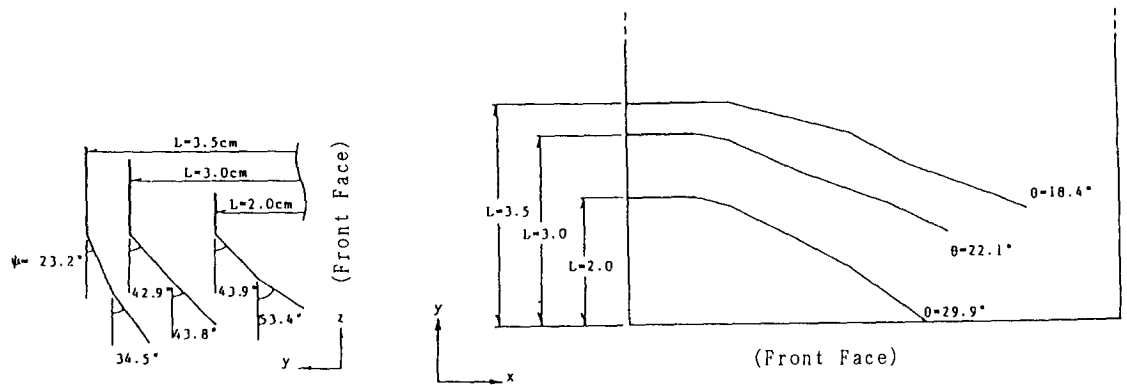 L=3.5cm
L=3.0cm
L=2.0cm
(Front Face)
ψ= 23.2°
42.9°
43.9°
43.8°
53.4°
34.5°
z
y
L=3.5
L=3.0
L=2.0
θ=18.4°
θ=22.1°
θ=29.9°
y
x
(Front Face)